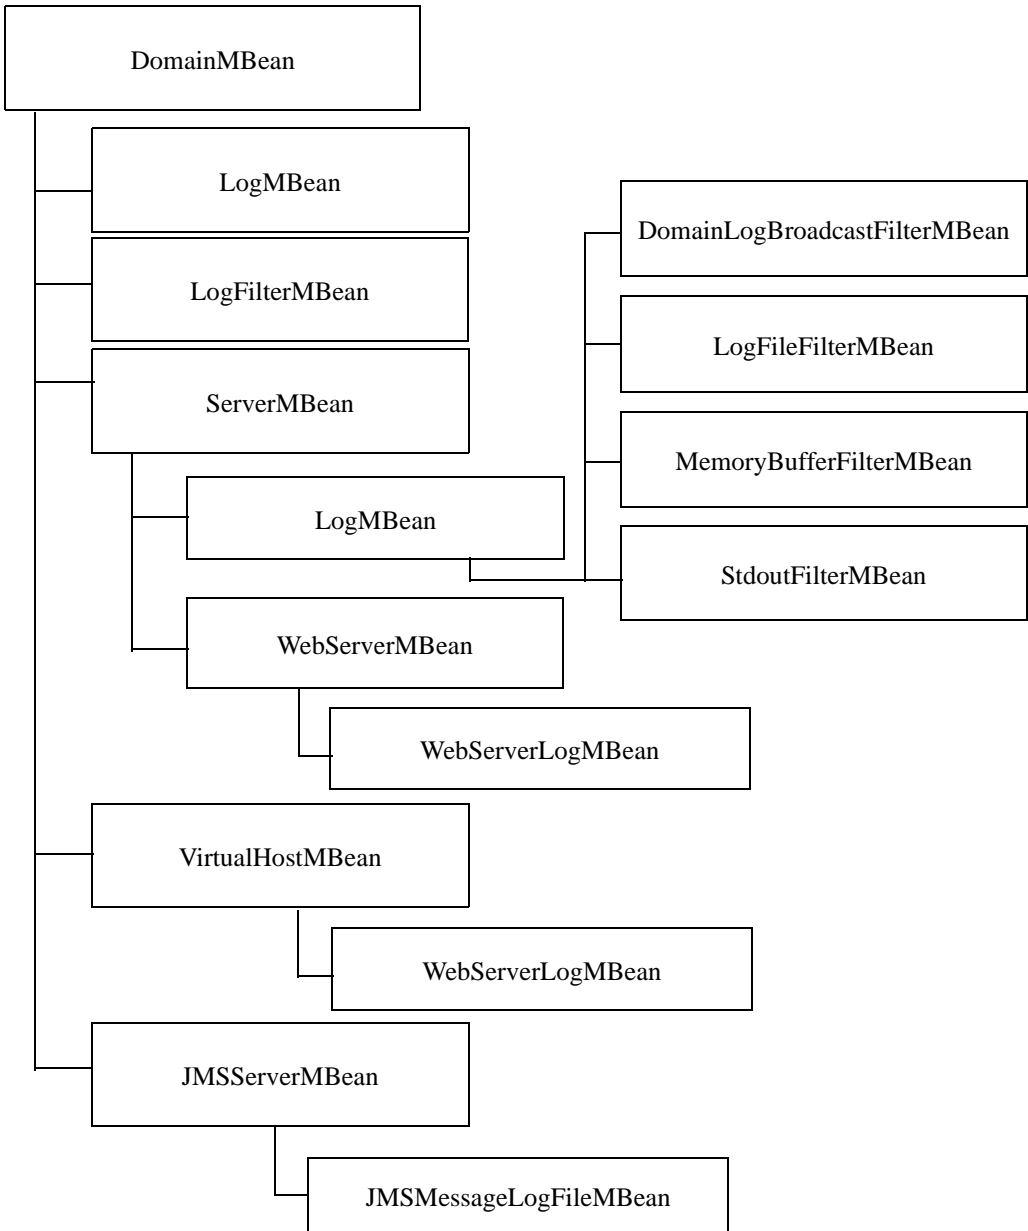 DomainMBean
LogMBean
DomainLogBroadcastFilterMBean
LogFilterMBean
LogFileFilterMBean
ServerMBean
MemoryBufferFilterMBean
LogMBean
StdoutFilterMBean
WebServerMBean
WebServerLogMBean
VirtualHostMBean
WebServerLogMBean
JMSServerMBean
JMSMessageLogFileMBean